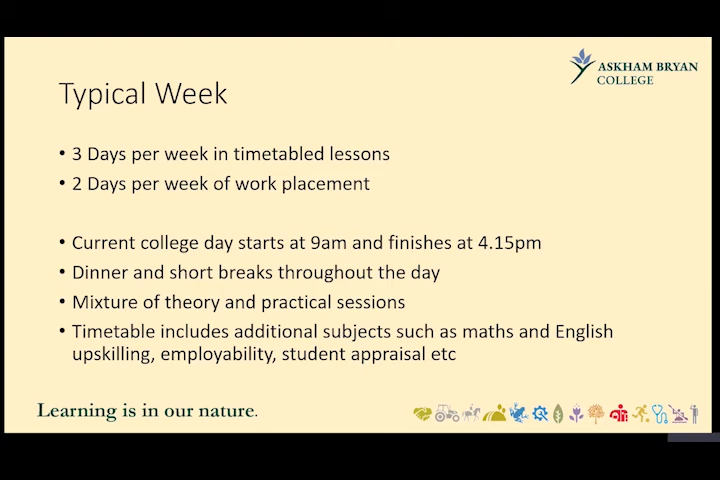 ASKHAM BRYAN
COLLEGE
Typical Week
• 3 Days per week in timetabled lessons
• 2 Days per week of work placement
• Current college day starts at 9am and finishes at 4.15pm
• Dinner and short breaks throughout the day
• Mixture of theory and practical sessions
• Timetable includes additional subjects such as maths and English
upskilling, employability, student appraisal etc
Learning is in our nature.